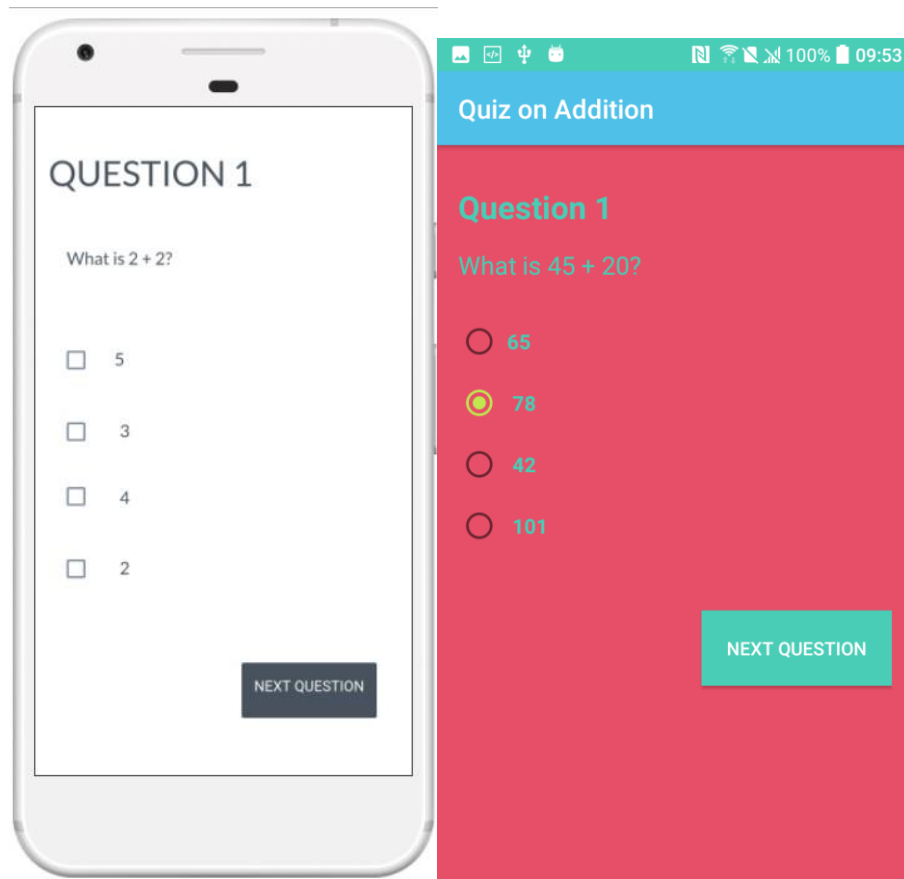 QUESTION 1
What is 2 + 2?
5
3
4
2
NEXT QUESTION
100% 09:53
Quiz on Addition
Question 1
What is 45 + 20?
65
78
42
101
NEXT QUESTION